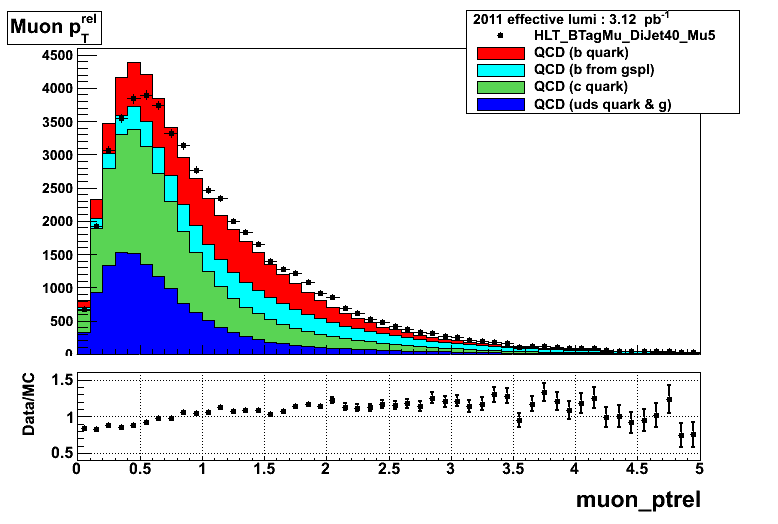 Muon p_T^rel
2011 effective lumi : 3.12 pb^-1
HLT_BTagMu_DiJet40_Mu5
QCD (b quark)
QCD (b from gspl)
QCD (c quark)
QCD (uds quark & g)
4500
4000
3500
3000
2500
2000
1500
1000
500
0
Data/MC
1.5
1
0.5
0 0.5 1 1.5 2 2.5 3 3.5 4 4.5 5
muon_ptrel